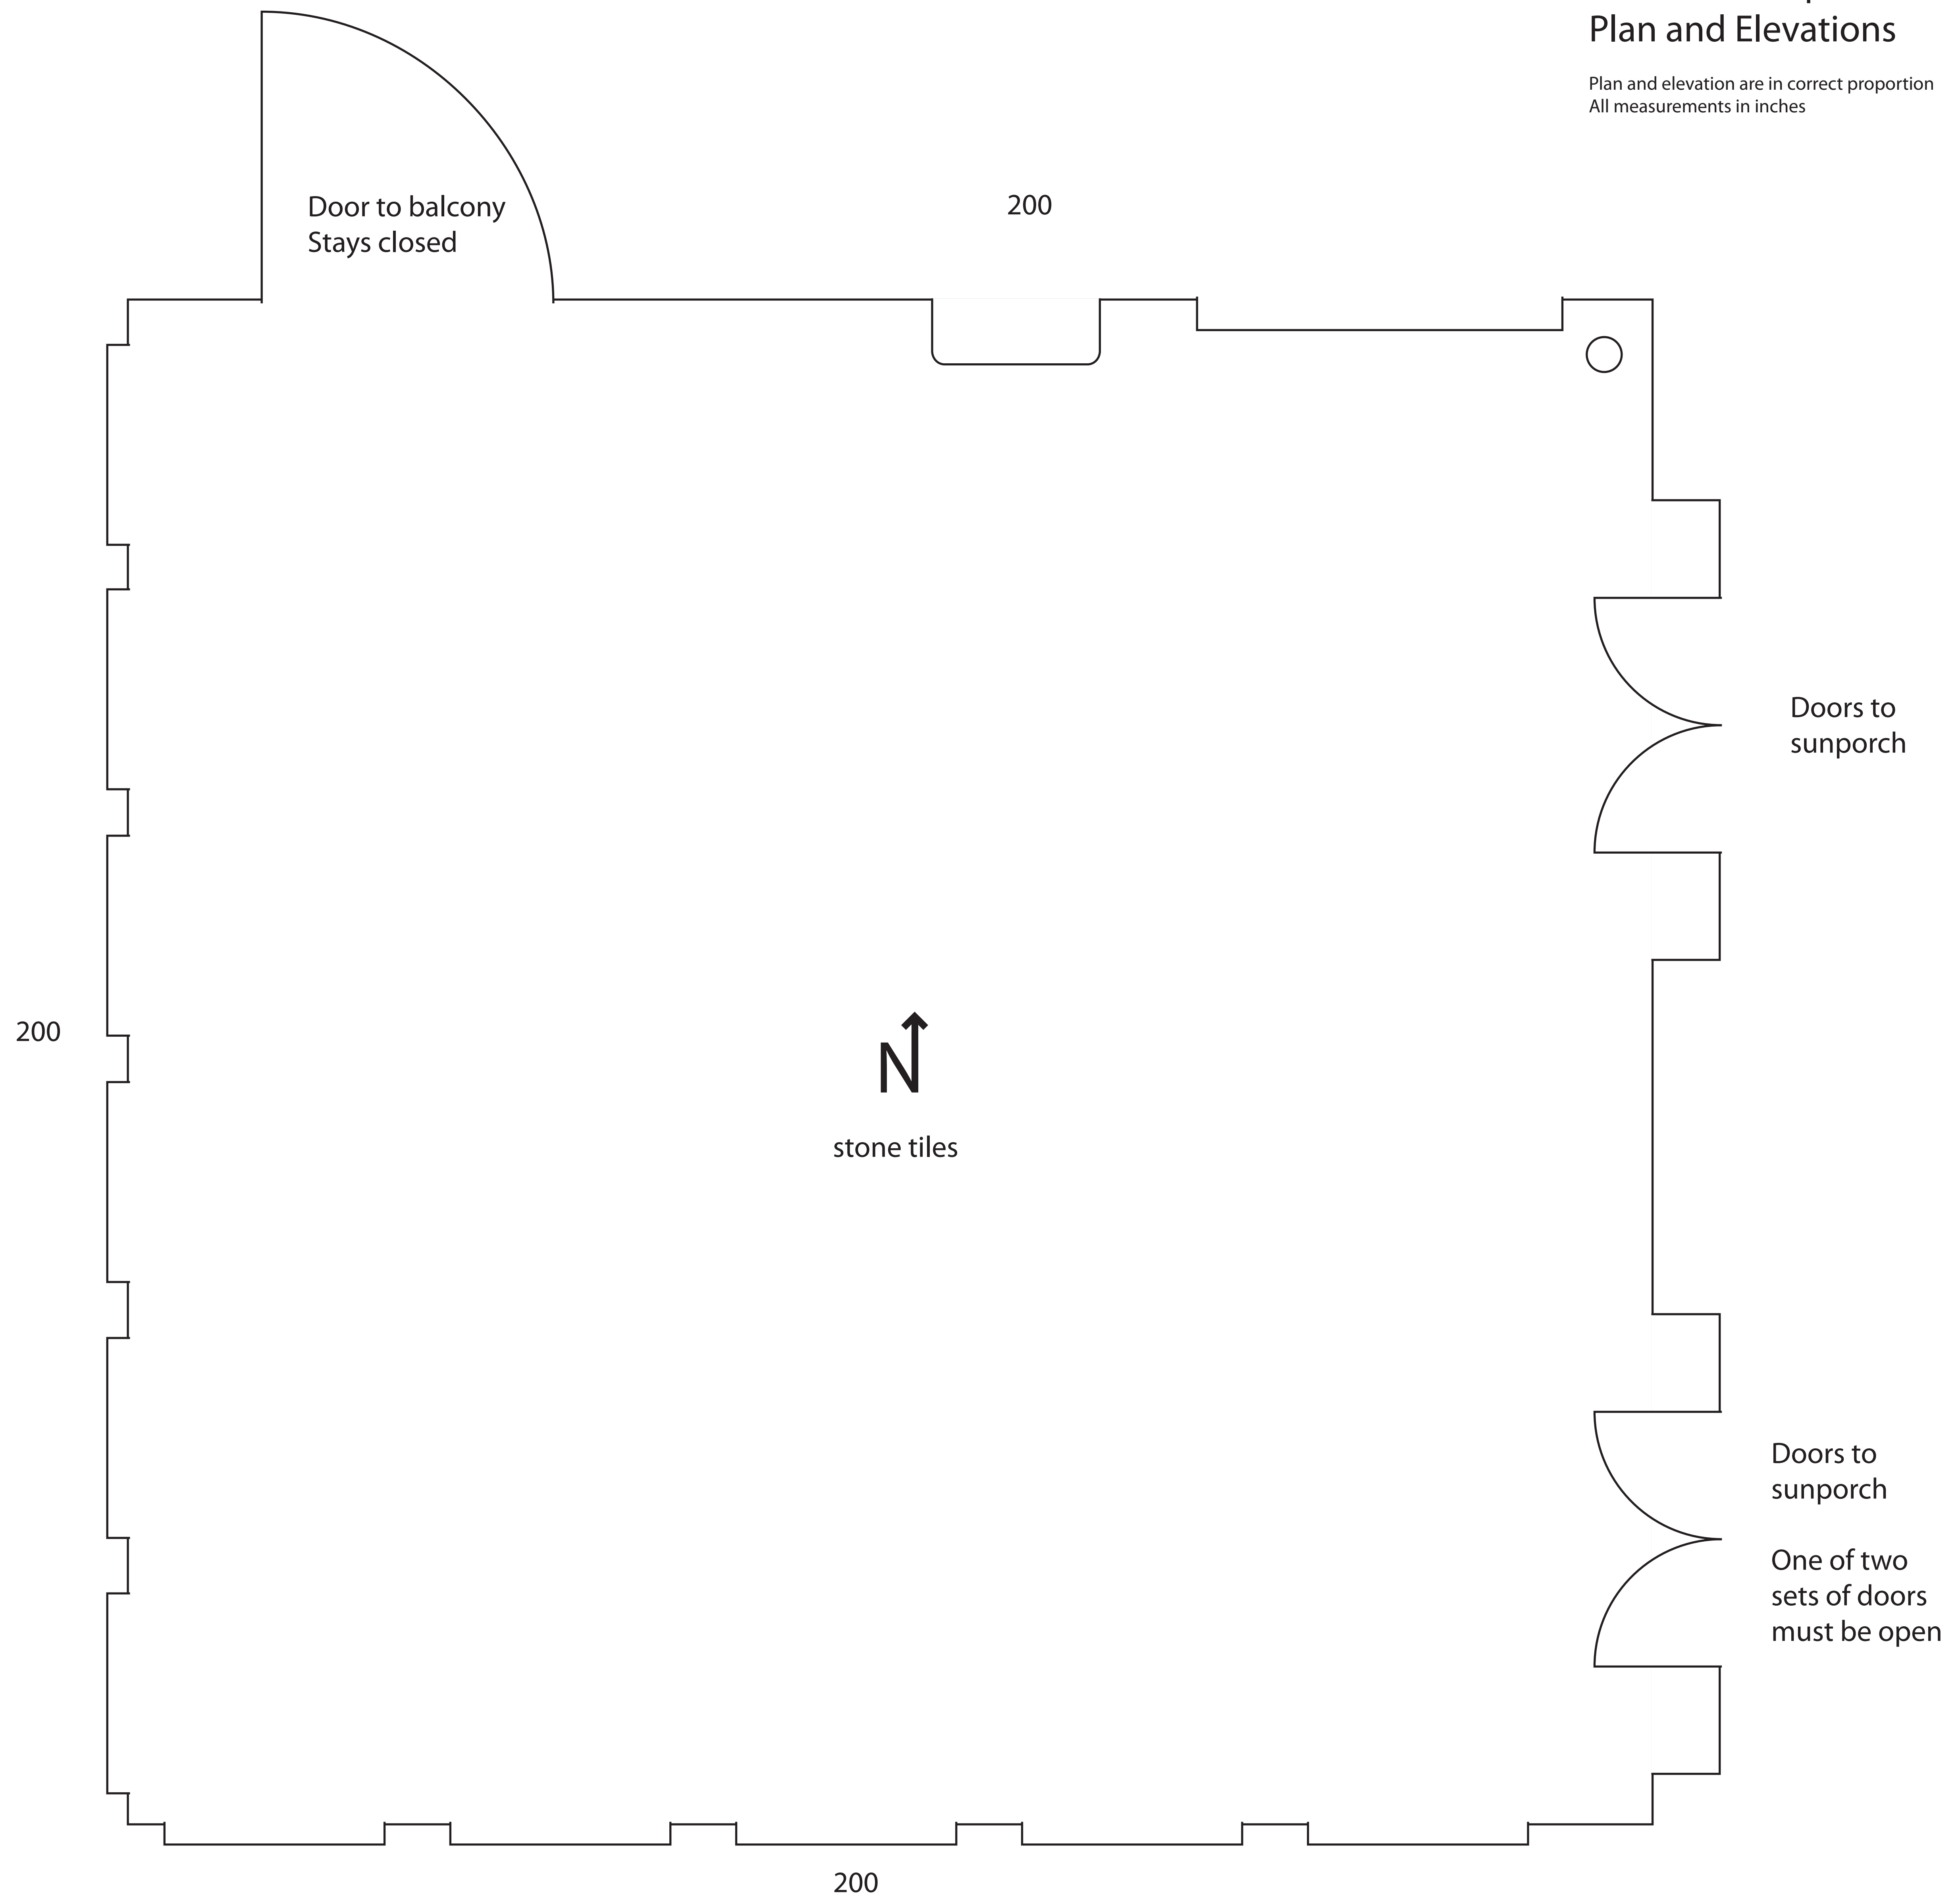 Plan and Elevations
Plan and elevation are in correct proportion
All measurements in inches
Door to balcony
Stays closed
200
Doors to
sunporch
200
N
stone tiles
Doors to
sunporch
One of two
sets of doors
must be open
200